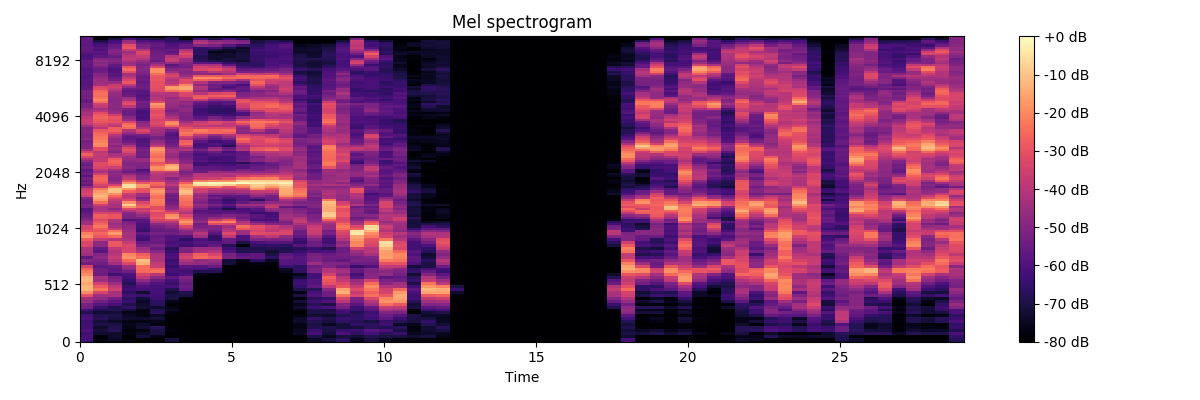 Mel spectrogram
Hz
8192
4096
2048
1024
512
0
0 5 10 15 20 25
Time
+0 dB
-10 dB
-20 dB
-30 dB
-40 dB
-50 dB
-60 dB
-70 dB
-80 dB